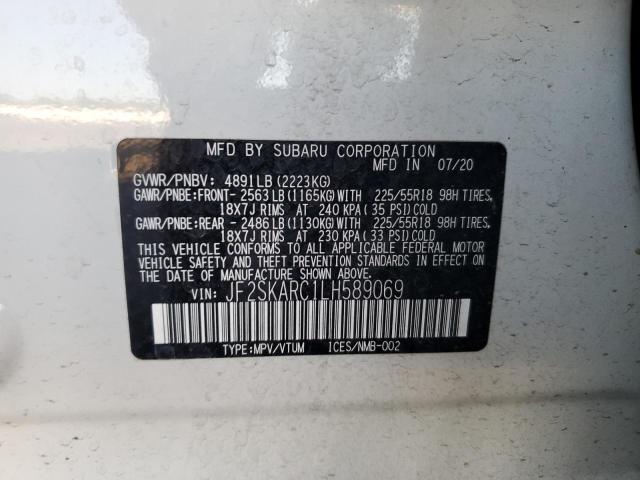 MFD BY SUBARU CORPORATION
MFD IN 07/20
GVWR/PNBV: 4891LB (2223KG)
GAWR/PNBE:FRONT- 2563LB (1165KG)WITH 225/55R18 98H TIRES,
18X7J RIMS AT 240 KPA (35 PSI)COLD
GAWR/PNBE:REAR - 2486LB (1130KG)WITH 225/55R18 98H TIRES,
18X7J RIMS AT 230 KPA (33 PSI)COLD
THIS VEHICLE CONFORMS TO ALL APPLICABLE FEDERAL MOTOR
VEHICLE SAFETY AND THEFT PREVENTION STANDARDS IN EFFECT ON
THE DATE OF MANUFACTURE SHOWN ABOVE.
VIN: JF2SKARC1LH589069
TYPE:MPV/VTUM ICES/NMB-002